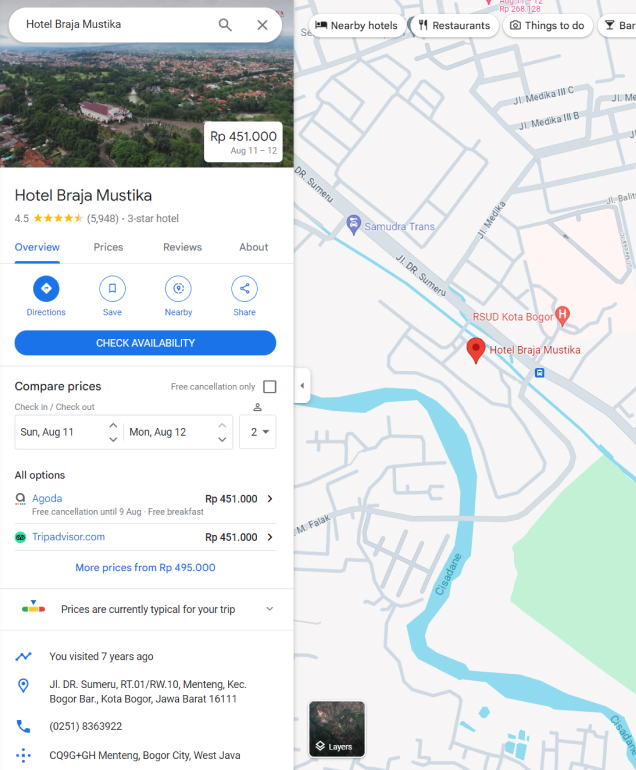 Hotel Braja Mustika
Rp 451.000
Aug 11 – 12
Hotel Braja Mustika
4.5 (5,948) · 3-star hotel
Overview
Prices
Reviews
About
Directions
Save
Nearby
Share
CHECK AVAILABILITY
Compare prices
Free cancellation only
Check in / Check out
Sun, Aug 11
Mon, Aug 12
2
All options
Agoda
Rp 451.000
Free cancellation until 9 Aug · Free breakfast
Tripadvisor.com
Rp 451.000
More prices from Rp 495.000
Prices are currently typical for your trip
You visited 7 years ago
Jl. DR. Sumeru, RT.01/RW.10, Menteng, Kec.
Bogor Bar., Kota Bogor, Jawa Barat 16111
(0251) 8363922
CQ9G+GH Menteng, Bogor City, West Java
Rp 268.128
Nearby hotels
Restaurants
Things to do
Bar
Jl. Medika III C
Jl. Me
Jl. Medika III B
DR. Sumeru
Jl. Medika
Jl. Balits
Samudra Trans
Jl. DR. Sumeru
RSUD Kota Bogor
H
Hotel Braja Mustika
M. Falak
Cisadane
Cisadane
Layers